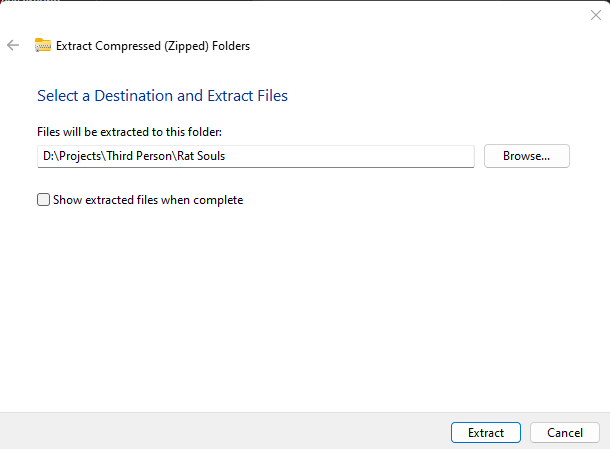 Extract Compressed (Zipped) Folders
Select a Destination and Extract Files
Files will be extracted to this folder:
D:\Projects\Third Person\Rat Souls
Browse...
Show extracted files when complete
Extract
Cancel